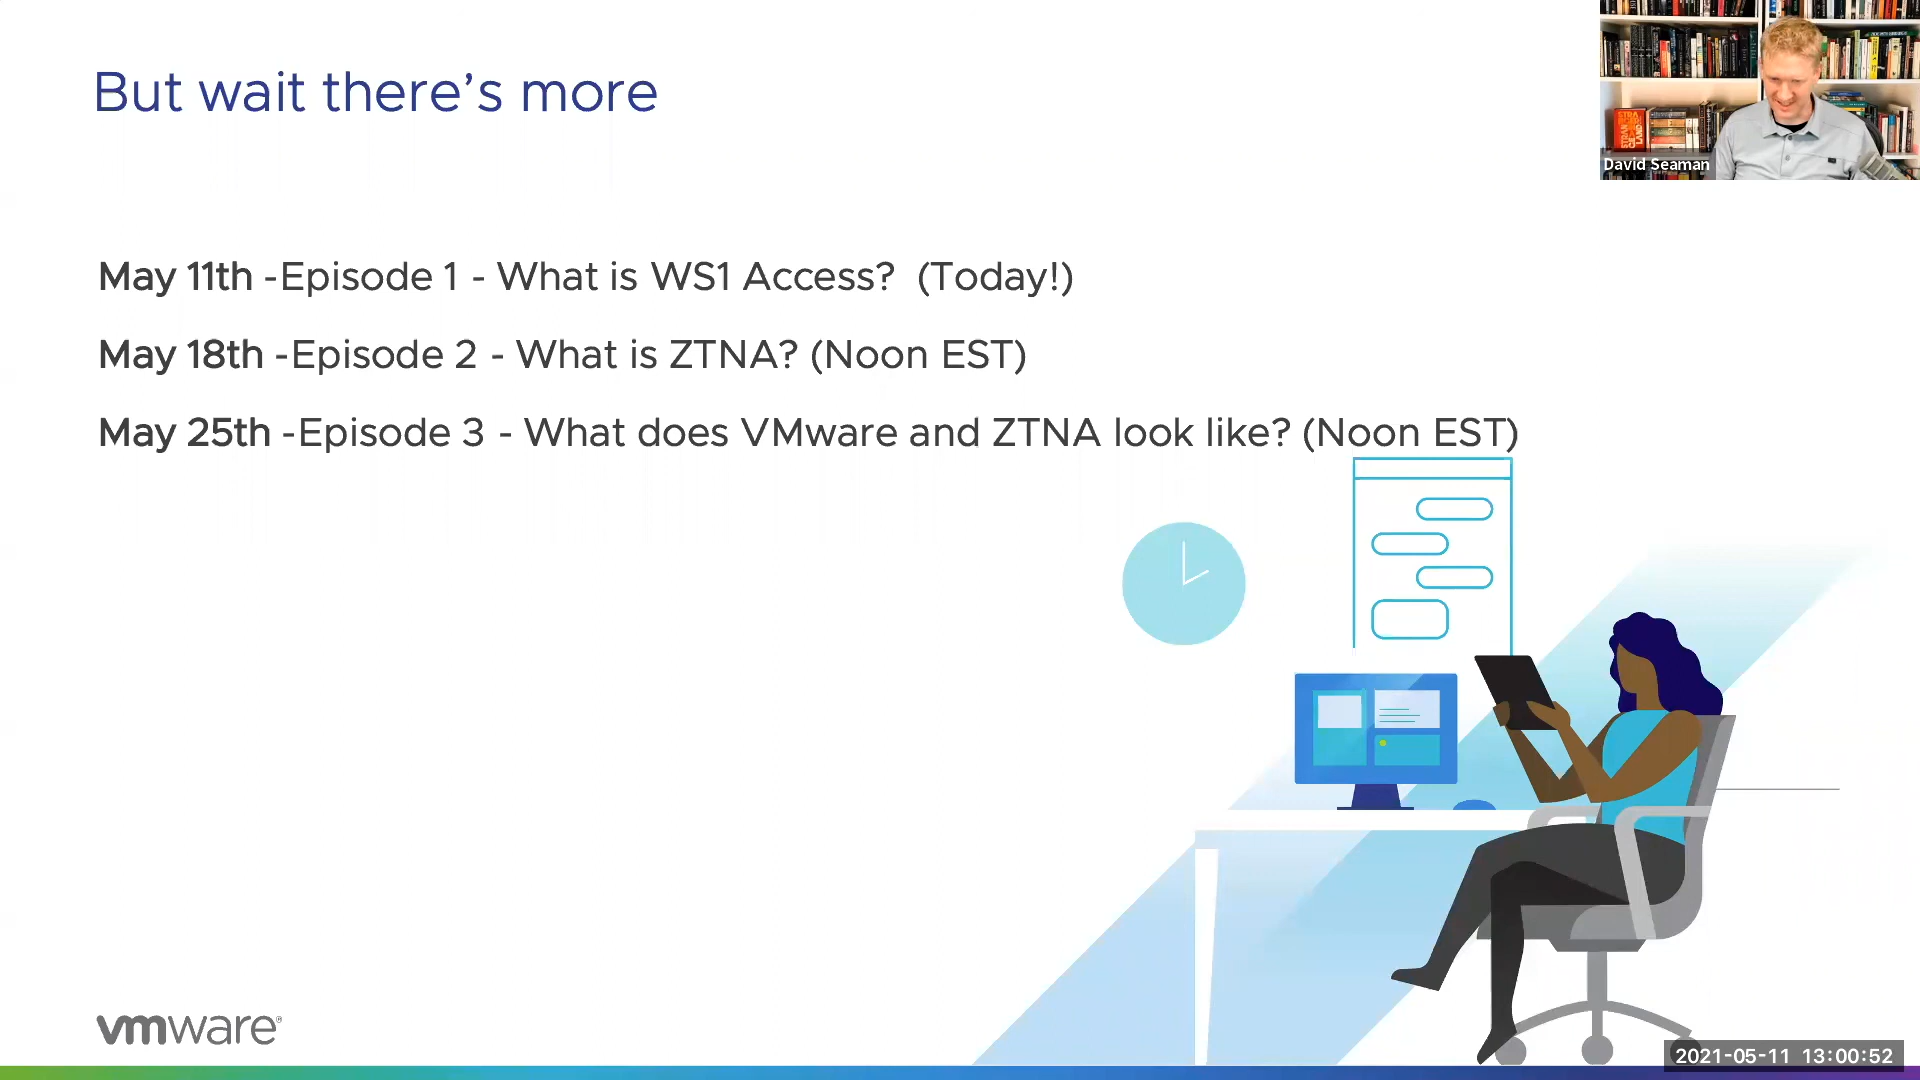 But wait there's more
David Seaman
May 11th -Episode 1 - What is WS1 Access?  (Today!)
May 18th -Episode 2 - What is ZTNA? (Noon EST)
May 25th -Episode 3 - What does VMware and ZTNA look like? (Noon EST)
vmware®
2021-05-11 13:00:52